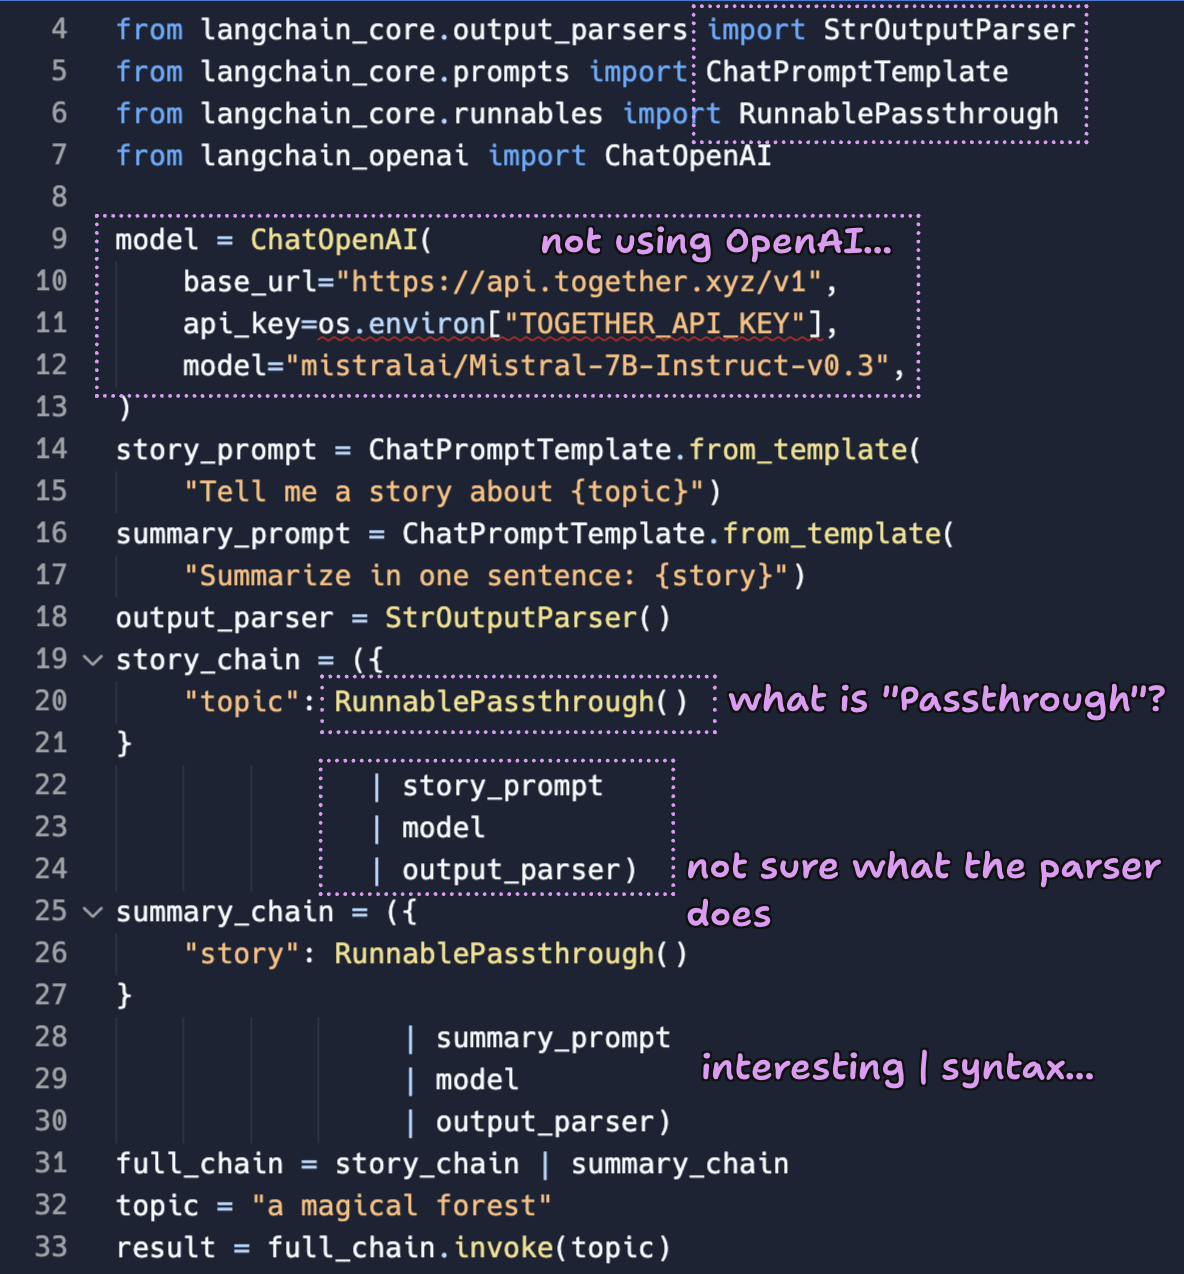 4 from langchain_core.output_parsers import StrOutputParser
5 from langchain_core.prompts import ChatPromptTemplate
6 from langchain_core.runnables import RunnablePassthrough
7 from langchain_openai import ChatOpenAI
8
9 model = ChatOpenAI( not using OpenAI...
10 base_url="https://api.together.xyz/v1",
11 api_key=os.environ["TOGETHER_API_KEY"],
12 model="mistralai/Mistral-7B-Instruct-v0.3",
13 )
14 story_prompt = ChatPromptTemplate.from_template(
15 "Tell me a story about {topic}")
16 summary_prompt = ChatPromptTemplate.from_template(
17 "Summarize in one sentence: {story}")
18 output_parser = StrOutputParser()
19 story_chain = ({
20 "topic": RunnablePassthrough() what is "Passthrough"?
21 }
22 | story_prompt
23 | model
24 | output_parser) not sure what the parser
does
25 summary_chain = ({
26 "story": RunnablePassthrough()
27 }
28 | summary_prompt
29 | model interesting | syntax...
30 | output_parser)
31 full_chain = story_chain | summary_chain
32 topic = "a magical forest"
33 result = full_chain.invoke(topic)